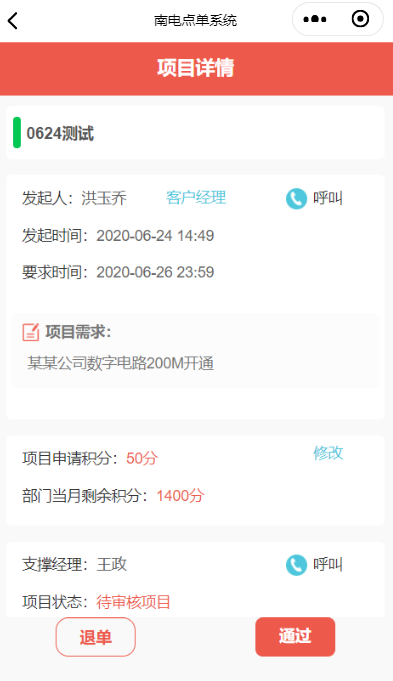 南电点单系统
项目详情
0624测试
发起人：洪玉乔 客户经理 呼叫
发起时间：2020-06-24 14:49
要求时间：2020-06-26 23:59
项目需求：
某某公司数字电路200M开通
项目申请积分：50分 修改
部门当月剩余积分：1400分
支撑经理：王政 呼叫
项目状态：待审核项目
退单 通过